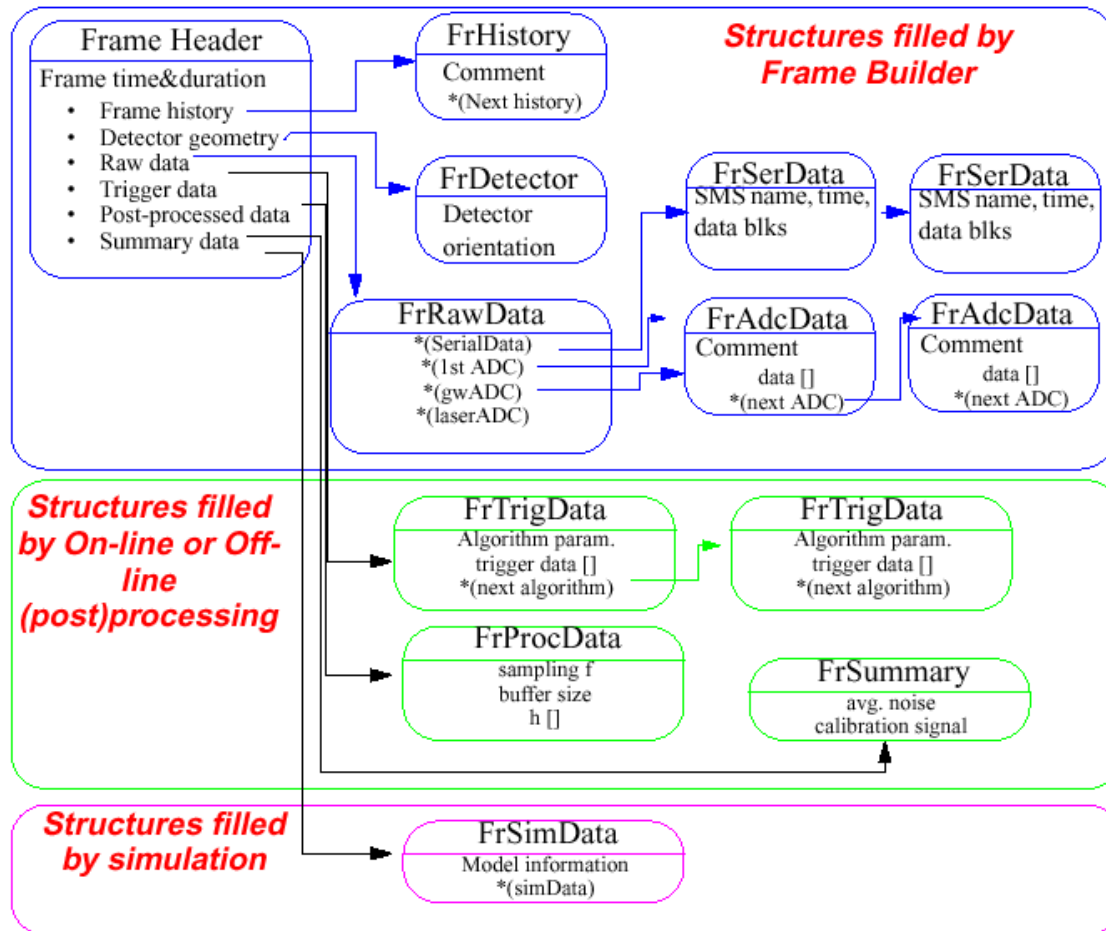 Frame Header
Frame time&duration
• Frame history
• Detector geometry
• Raw data
• Trigger data
• Post-processed data
• Summary data
FrHistory
Comment
*(Next history)
Structures filled by
Frame Builder
FrDetector
Detector
orientation
FrSerData
SMS name, time,
data blks
FrSerData
SMS name, time,
data blks
FrRawData
*(SerialData)
*(1st ADC)
*(gwADC)
*(laserADC)
FrAdcData
Comment
data []
*(next ADC)
FrAdcData
Comment
data []
*(next ADC)
Structures filled
by On-line or Off-
line
(post)processing
FrTrigData
Algorithm param.
trigger data []
*(next algorithm)
FrTrigData
Algorithm param.
trigger data []
*(next algorithm)
FrProcData
sampling f
buffer size
h []
FrSummary
avg. noise
calibration signal
Structures filled
by simulation
FrSimData
Model information
*(simData)